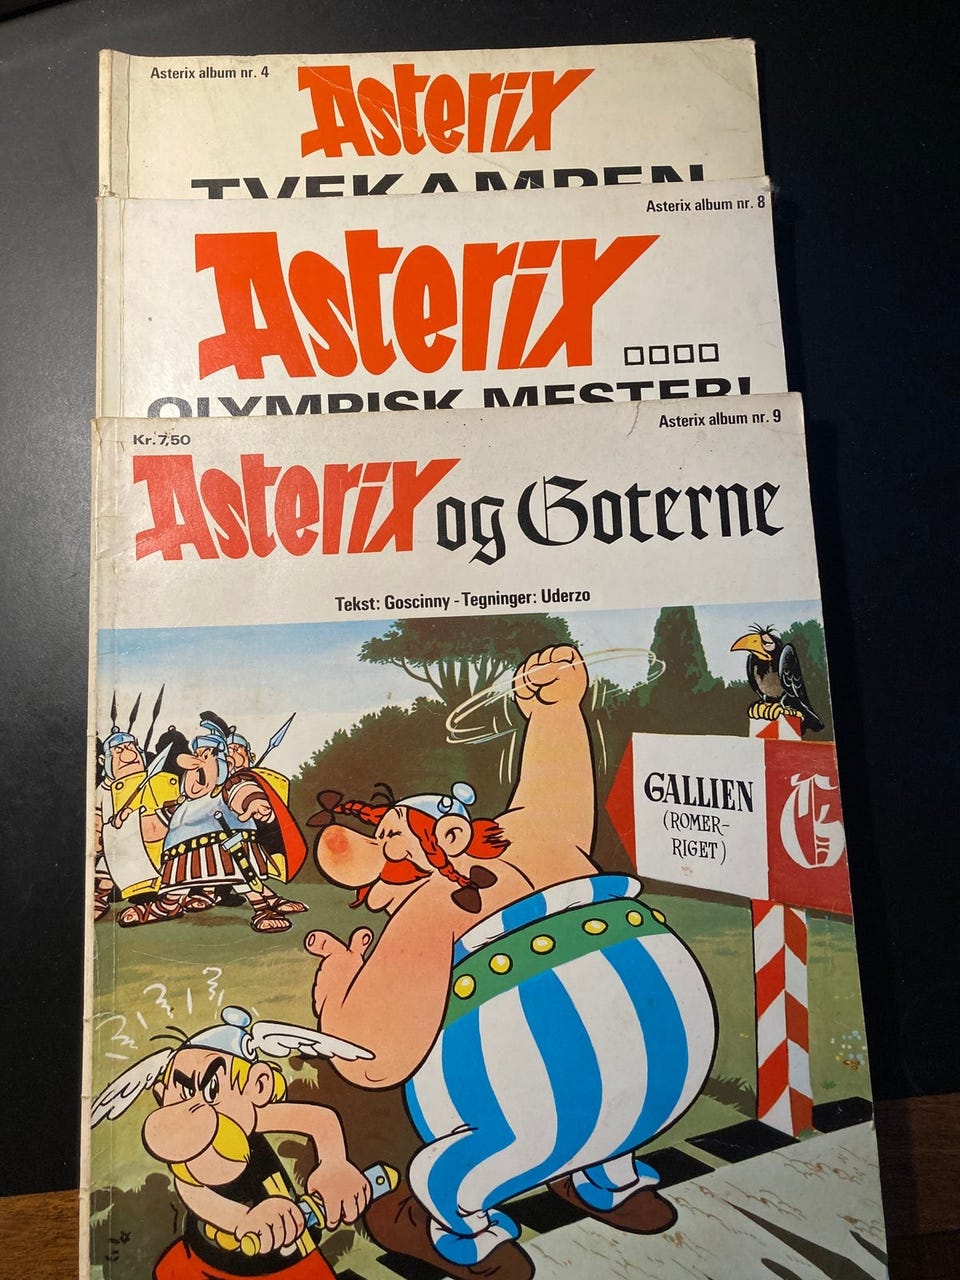 Asterix album nr. 4
Asterix
TVEKAMPEN
Asterix album nr. 8
Asterix ....
OLYMPISK MESTER!
Asterix album nr. 9
Kr. 7,50
Asterix og Goterne
Tekst: Goscinny - Tegninger: Uderzo
GALLIEN
(ROMER-
RIGET)
G